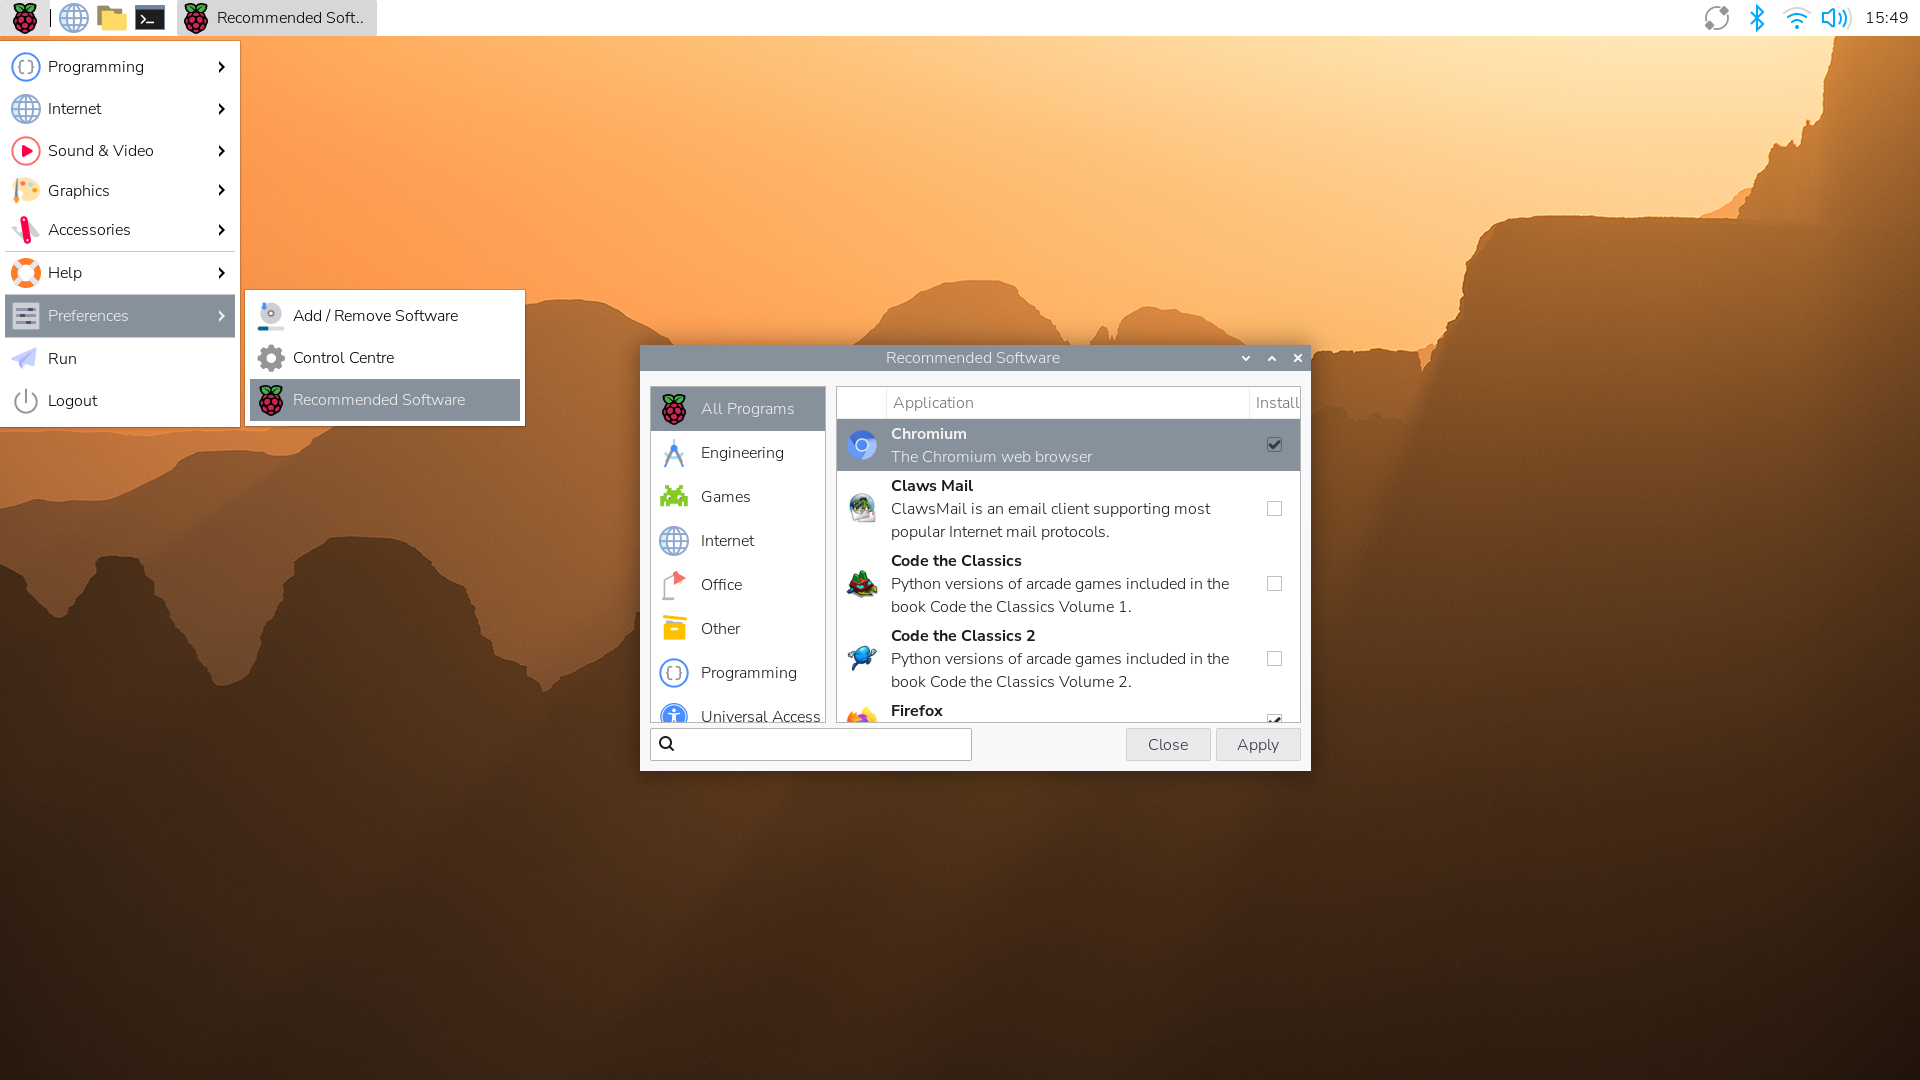 Recommended Soft..
15:49
Programming
Internet
Sound & Video
Graphics
Accessories
Help
Preferences
Run
Logout
Add / Remove Software
Control Centre
Recommended Software
Recommended Software
All Programs
Engineering
Games
Internet
Office
Other
Programming
Universal Access
Application
Install
Chromium
The Chromium web browser
Claws Mail
ClawsMail is an email client supporting most
popular Internet mail protocols.
Code the Classics
Python versions of arcade games included in the
book Code the Classics Volume 1.
Code the Classics 2
Python versions of arcade games included in the
book Code the Classics Volume 2.
Firefox
Close
Apply